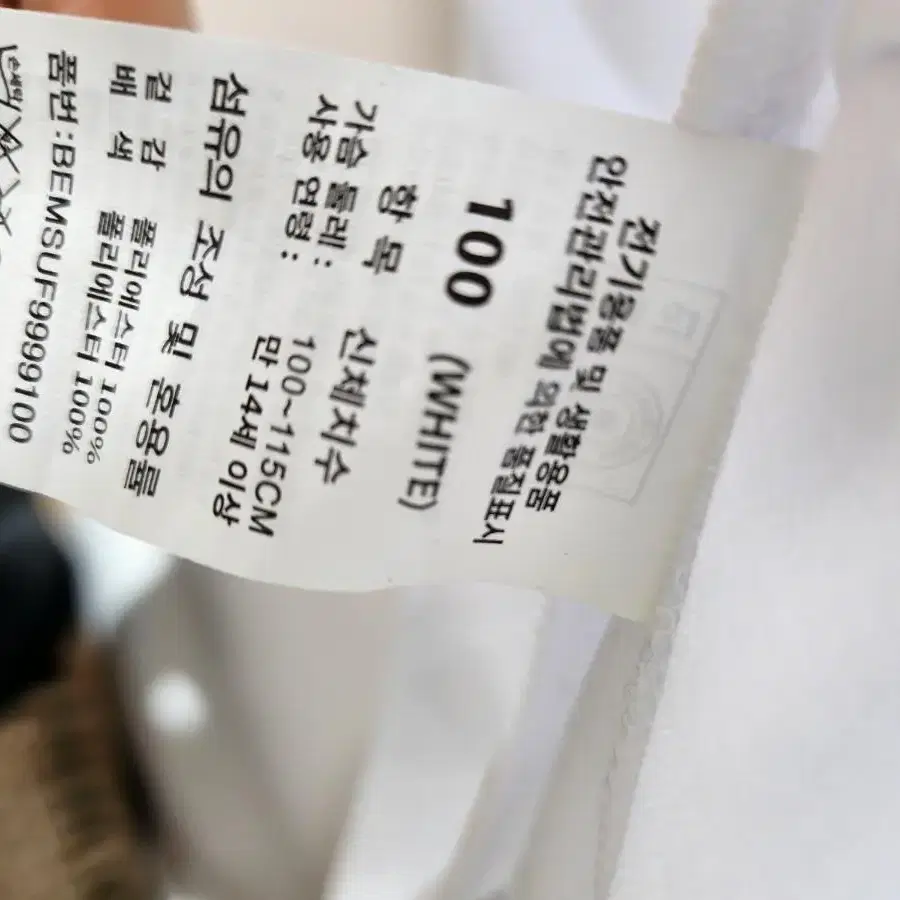 전기용품 및 생활용품
안전관리법에 의한 품질표시
100 (WHITE)
항 목 신체치수
가슴 둘레 : 100~115CM
사용 연령 : 만 14세 이상
섬유의 조성 및 혼용률
겉 감 폴리에스터 100%
배 색 폴리에스터 100%
품번:BEMSUF9999100
손세탁